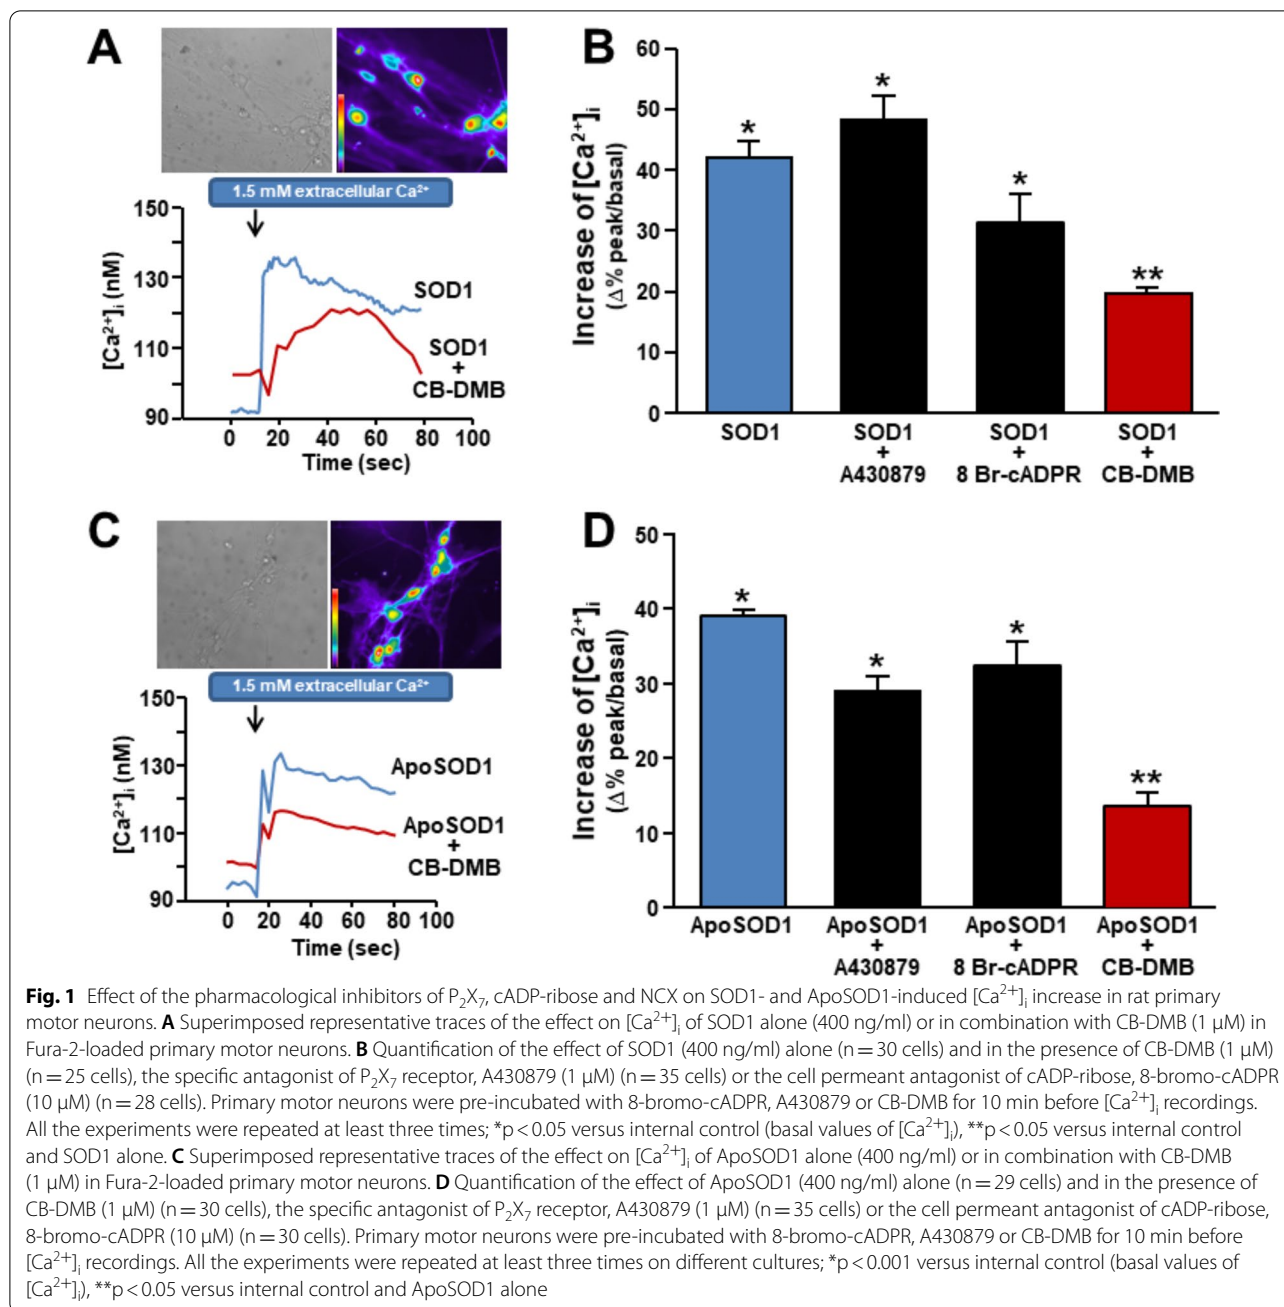 A
1.5 mM extracellular Ca²⁺
150
130
110
90
[Ca²⁺]ᵢ (nM)
SOD1
SOD1
+
CB-DMB
0 20 40 60 80 100
Time (sec)
B
60
50
40
30
20
10
0
Increase of [Ca²⁺]ᵢ
(Δ% peak/basal)
*
*
*
**
SOD1
SOD1
+
A430879
SOD1
+
8 Br-cADPR
SOD1
+
CB-DMB
C
1.5 mM extracellular Ca²⁺
150
130
110
90
[Ca²⁺]ᵢ (nM)
ApoSOD1
ApoSOD1
+
CB-DMB
0 20 40 60 80 100
Time (sec)
D
50
40
30
20
10
0
Increase of [Ca²⁺]ᵢ
(Δ% peak/basal)
*
*
*
**
ApoSOD1
ApoSOD1
+
A430879
ApoSOD1
+
8 Br-cADPR
ApoSOD1
+
CB-DMB
Fig. 1 Effect of the pharmacological inhibitors of P₂X₇, cADP-ribose and NCX on SOD1- and ApoSOD1-induced [Ca²⁺]ᵢ increase in rat primary
motor neurons. A Superimposed representative traces of the effect on [Ca²⁺]ᵢ of SOD1 alone (400 ng/ml) or in combination with CB-DMB (1 μM) in
Fura-2-loaded primary motor neurons. B Quantification of the effect of SOD1 (400 ng/ml) alone (n = 30 cells) and in the presence of CB-DMB (1 μM)
(n = 25 cells), the specific antagonist of P₂X₇ receptor, A430879 (1 μM) (n = 35 cells) or the cell permeant antagonist of cADP-ribose, 8-bromo-cADPR
(10 μM) (n = 28 cells). Primary motor neurons were pre-incubated with 8-bromo-cADPR, A430879 or CB-DMB for 10 min before [Ca²⁺]ᵢ recordings.
All the experiments were repeated at least three times; *p < 0.05 versus internal control (basal values of [Ca²⁺]ᵢ), **p < 0.05 versus internal control
and SOD1 alone. C Superimposed representative traces of the effect on [Ca²⁺]ᵢ of ApoSOD1 alone (400 ng/ml) or in combination with CB-DMB
(1 μM) in Fura-2-loaded primary motor neurons. D Quantification of the effect of ApoSOD1 (400 ng/ml) alone (n = 29 cells) and in the presence of
CB-DMB (1 μM) (n = 30 cells), the specific antagonist of P₂X₇ receptor, A430879 (1 μM) (n = 35 cells) or the cell permeant antagonist of cADP-ribose,
8-bromo-cADPR (10 μM) (n = 30 cells). Primary motor neurons were pre-incubated with 8-bromo-cADPR, A430879 or CB-DMB for 10 min before
[Ca²⁺]ᵢ recordings. All the experiments were repeated at least three times on different cultures; *p < 0.001 versus internal control (basal values of
[Ca²⁺]ᵢ), **p < 0.05 versus internal control and ApoSOD1 alone